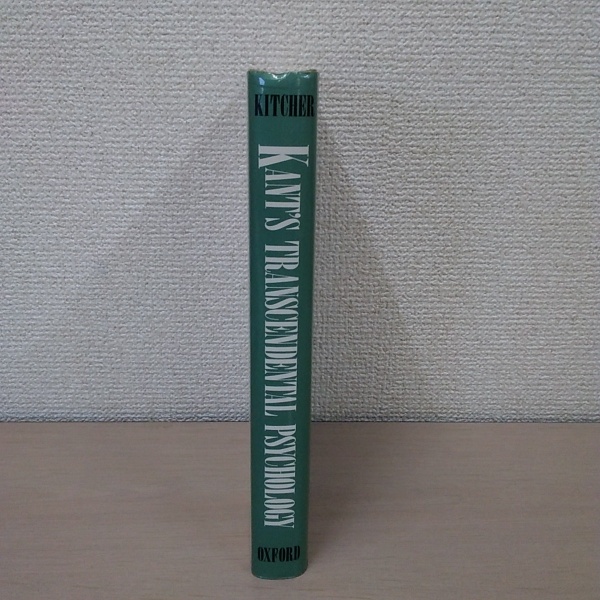 KITCHER
KANT'S TRANSCENDENTAL PSYCHOLOGY
OXFORD